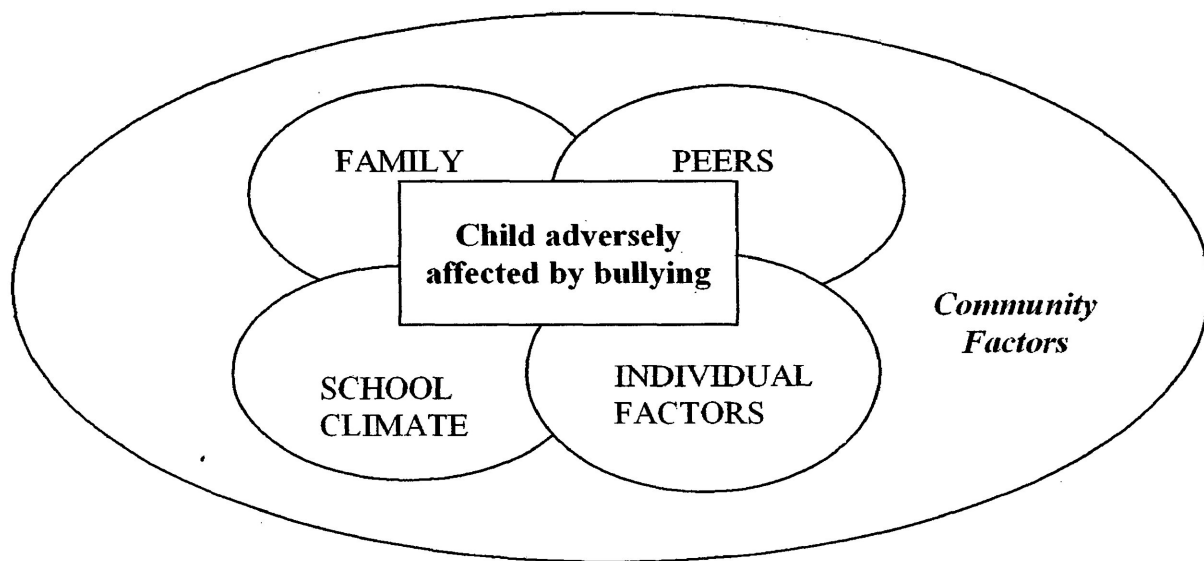 FAMILY
PEERS
Child adversely
affected by bullying
Community
Factors
SCHOOL
CLIMATE
INDIVIDUAL
FACTORS